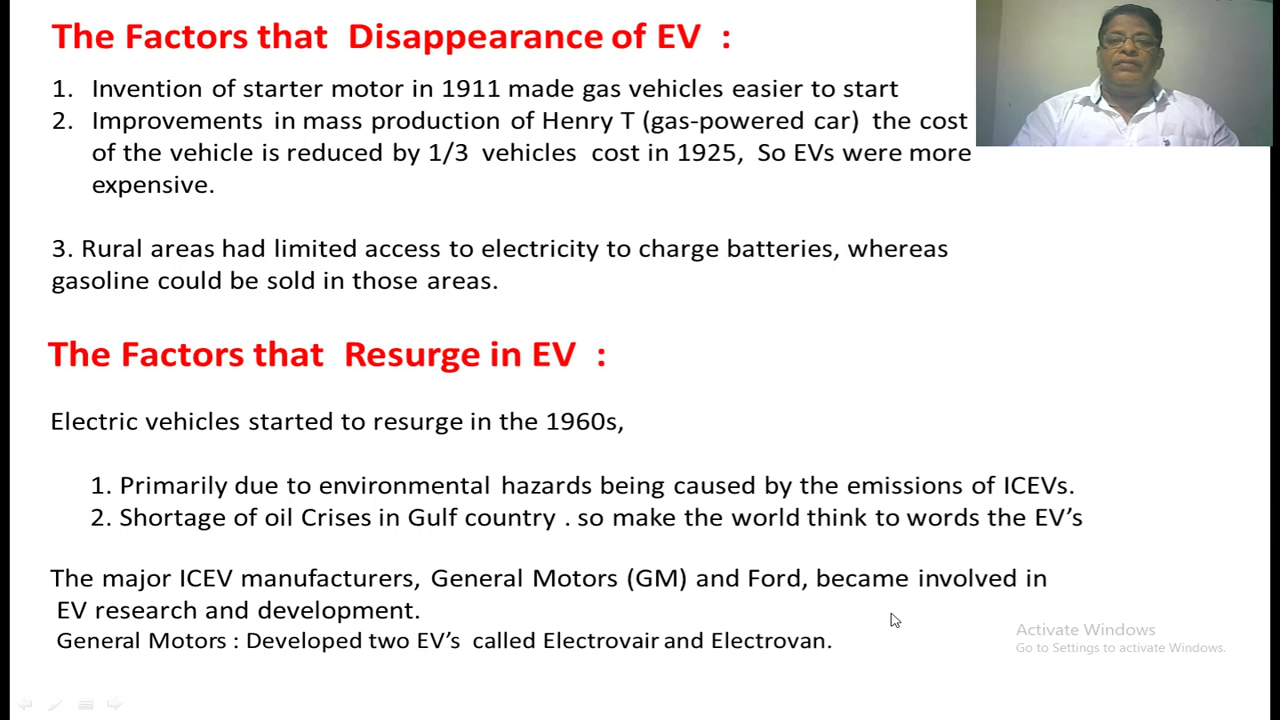 The Factors that Disappearance of EV :
1. Invention of starter motor in 1911 made gas vehicles easier to start
2. Improvements in mass production of Henry T (gas-powered car) the cost
of the vehicle is reduced by 1/3 vehicles cost in 1925, So EVs were more
expensive.
3. Rural areas had limited access to electricity to charge batteries, whereas
gasoline could be sold in those areas.
The Factors that Resurge in EV :
Electric vehicles started to resurge in the 1960s,
1. Primarily due to environmental hazards being caused by the emissions of ICEVs.
2. Shortage of oil Crises in Gulf country . so make the world think to words the EV’s
The major ICEV manufacturers, General Motors (GM) and Ford, became involved in
EV research and development.
General Motors : Developed two EV’s called Electrovair and Electrovan.
Activate Windows
Go to Settings to activate Windows.